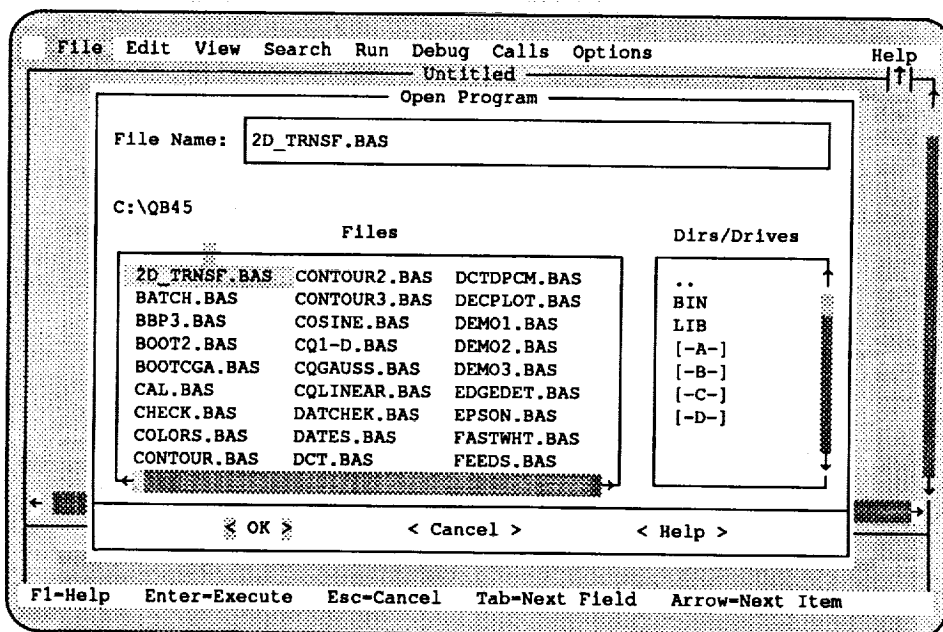 File Edit View Search Run Debug Calls Options Help
Untitled
Open Program
File Name: 2D_TRNSF.BAS
C:\QB45
Files Dirs/Drives
2D_TRNSF.BAS CONTOUR2.BAS DCTDPCM.BAS ..
BATCH.BAS CONTOUR3.BAS DECPLOT.BAS BIN
BBP3.BAS COSINE.BAS DEMO1.BAS LIB
BOOT2.BAS CQ1-D.BAS DEMO2.BAS [-A-]
BOOTCGA.BAS CQGAUSS.BAS DEMO3.BAS [-B-]
CAL.BAS CQLINEAR.BAS EDGEDET.BAS [-C-]
CHECK.BAS DATCHEK.BAS EPSON.BAS [-D-]
COLORS.BAS DATES.BAS FASTWHT.BAS
CONTOUR.BAS DCT.BAS FEEDS.BAS
< OK > < Cancel > < Help >
F1=Help Enter=Execute Esc=Cancel Tab=Next Field Arrow=Next Item